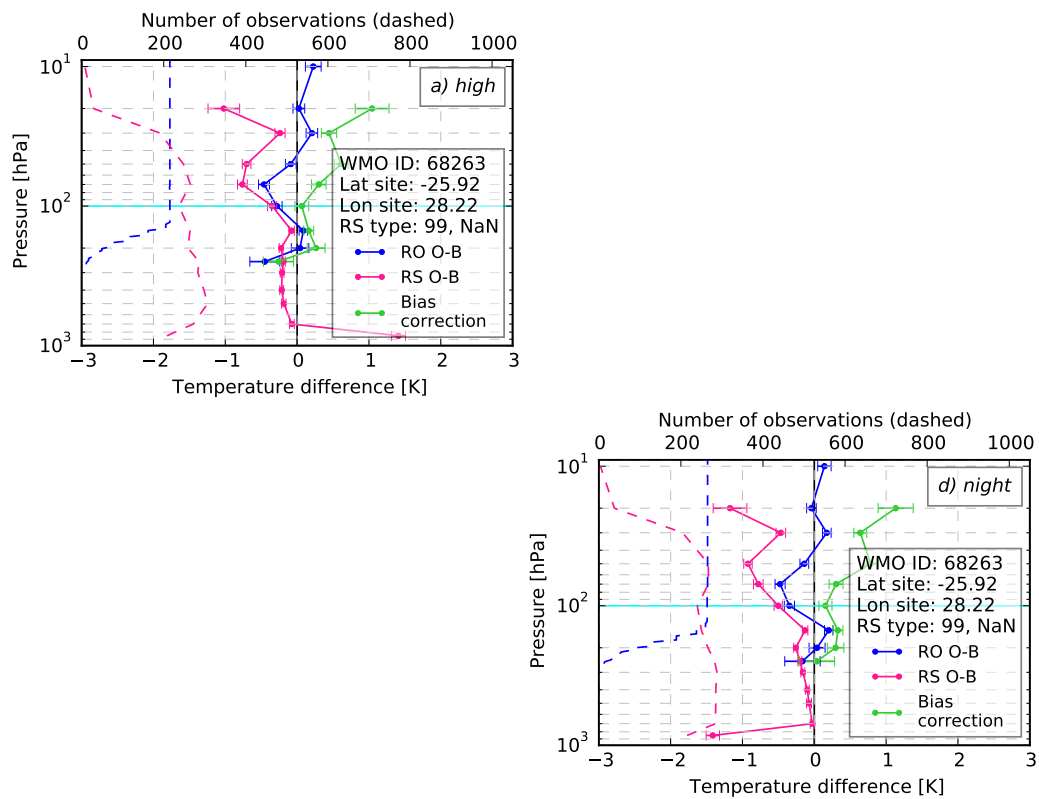 Number of observations (dashed)
0 200 400 600 800 1000
10¹
a) high
WMO ID: 68263
Lat site: -25.92
Lon site: 28.22
RS type: 99, NaN
RO O-B
RS O-B
Bias
correction
Pressure [hPa]
10²
10³
−3 −2 −1 0 1 2 3
Temperature difference [K]
Number of observations (dashed)
0 200 400 600 800 1000
10¹
d) night
WMO ID: 68263
Lat site: -25.92
Lon site: 28.22
RS type: 99, NaN
RO O-B
RS O-B
Bias
correction
Pressure [hPa]
10²
10³
−3 −2 −1 0 1 2 3
Temperature difference [K]